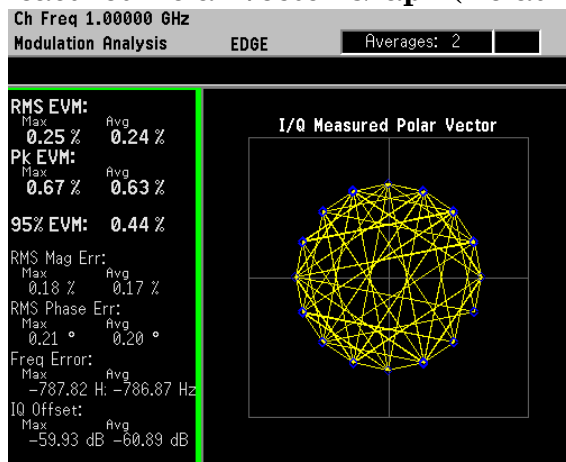 Ch Freq 1.00000 GHz
Modulation Analysis EDGE Averages: 2
RMS EVM:
Max Avg
0.25 % 0.24 %
Pk EVM:
Max Avg
0.67 % 0.63 %
95% EVM: 0.44 %
RMS Mag Err:
Max Avg
0.18 % 0.17 %
RMS Phase Err:
Max Avg
0.21 ° 0.20 °
Freq Error:
Max Avg
-787.82 H: -786.87 Hz
IQ Offset:
Max Avg
-59.93 dB -60.89 dB
I/Q Measured Polar Vector